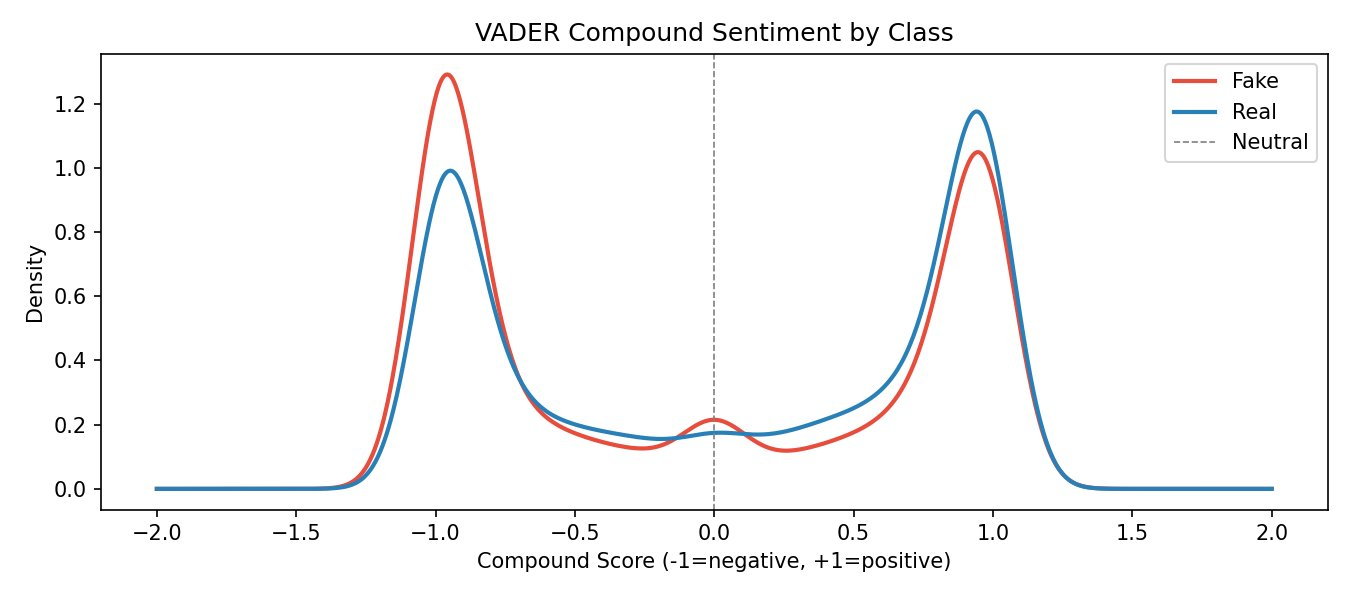 VADER Compound Sentiment by Class
Fake
Real
Neutral
Density
1.2
1.0
0.8
0.6
0.4
0.2
0.0
−2.0 −1.5 −1.0 −0.5 0.0 0.5 1.0 1.5 2.0
Compound Score (-1=negative, +1=positive)